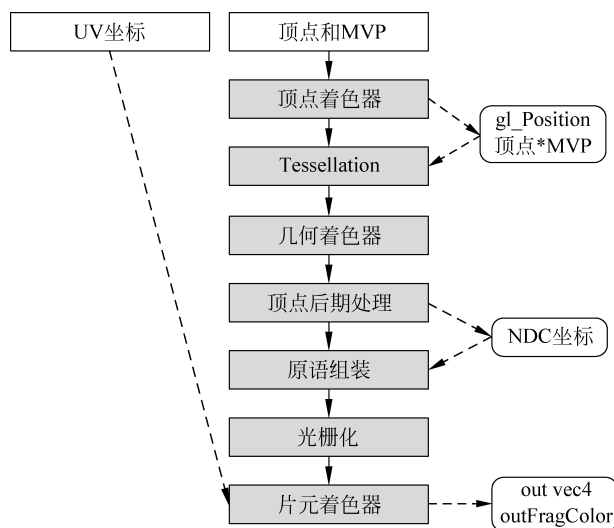 UV坐标
顶点和MVP
顶点着色器
gl_Position
顶点*MVP
Tessellation
几何着色器
顶点后期处理
NDC坐标
原语组装
光栅化
片元着色器
out vec4
outFragColor